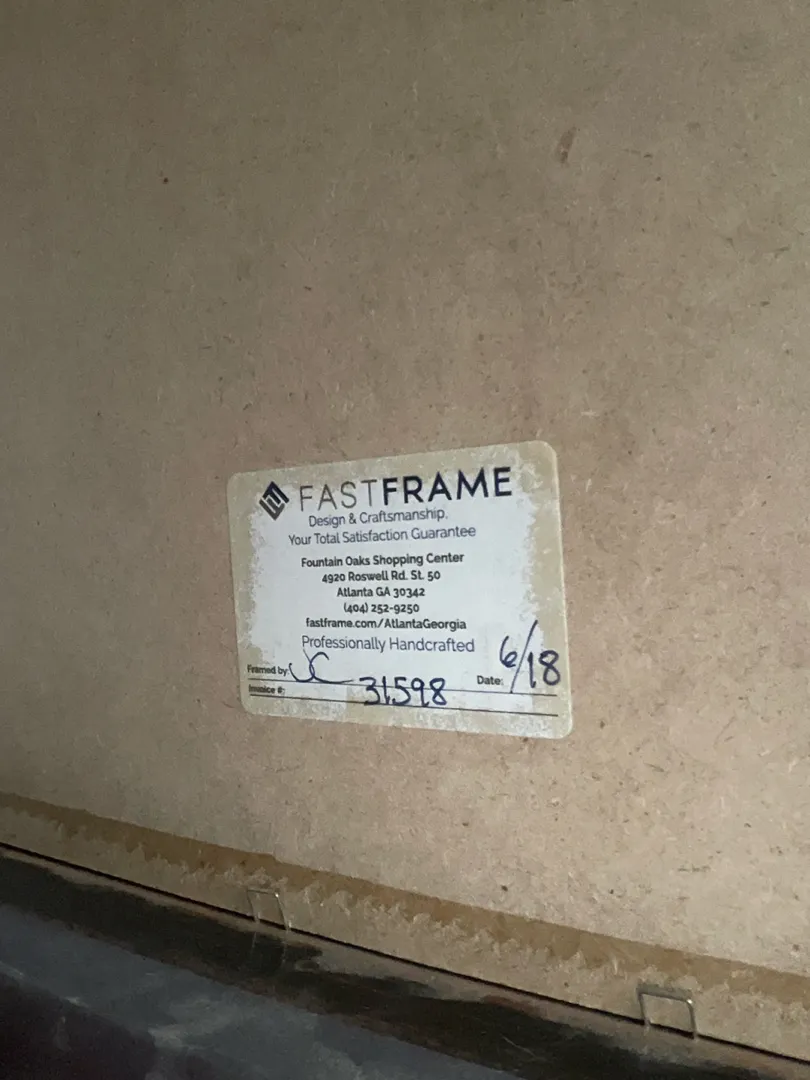 FASTFRAME
Design & Craftsmanship.
Your Total Satisfaction Guarantee
Fountain Oaks Shopping Center
4920 Roswell Rd. St. 50
Atlanta GA 30342
(404) 252-9250
fastframe.com/AtlantaGeorgia
Professionally Handcrafted
Framed by: JC Date: 6/18
Invoice #: 31598